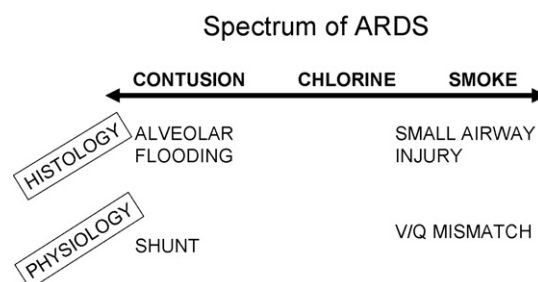 Spectrum of ARDS
CONTUSION CHLORINE SMOKE
HISTOLOGY
ALVEOLAR
FLOODING
SMALL AIRWAY
INJURY
PHYSIOLOGY
SHUNT
V/Q MISMATCH